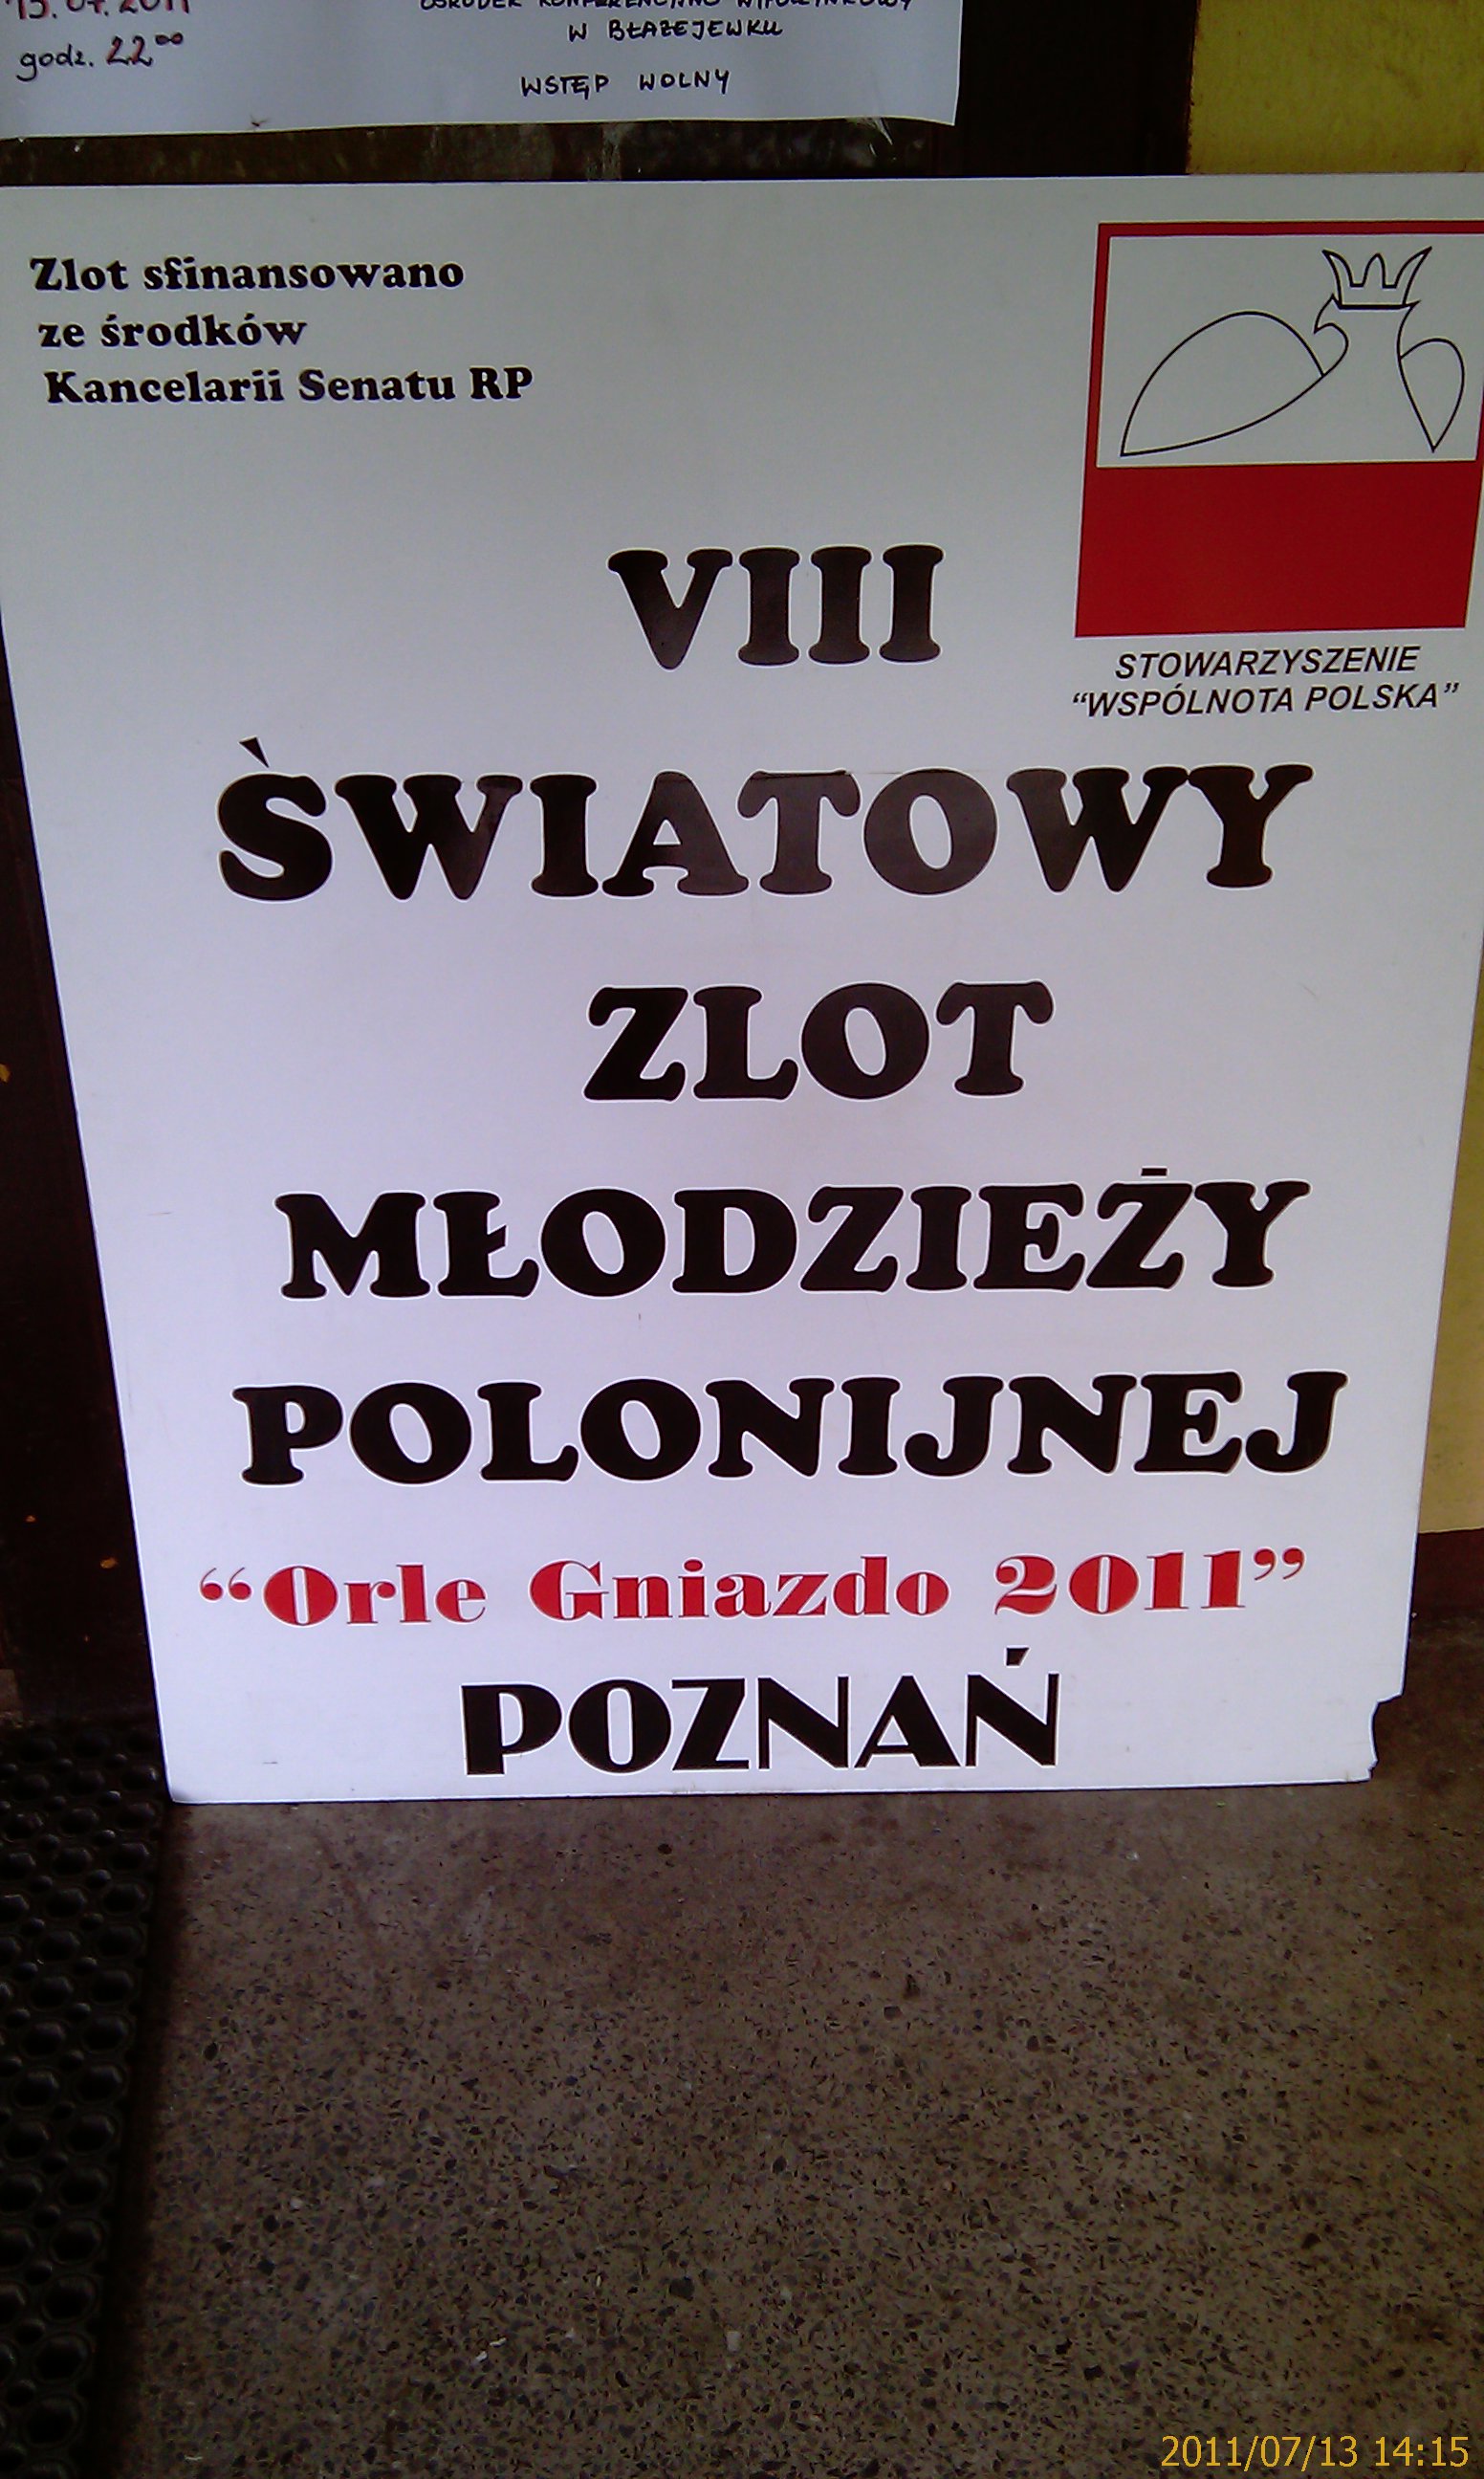 godz. 22⁰⁰
W BŁAŻEJEWKU
WSTĘP WOLNY
Zlot sfinansowano
ze środków
Kancelarii Senatu RP
STOWARZYSZENIE
“WSPÓLNOTA POLSKA”
VIII
ŚWIATOWY
ZLOT
MŁODZIEŻY
POLONIJNEJ
“Orle Gniazdo 2011”
POZNAŃ
2011/07/13 14:15